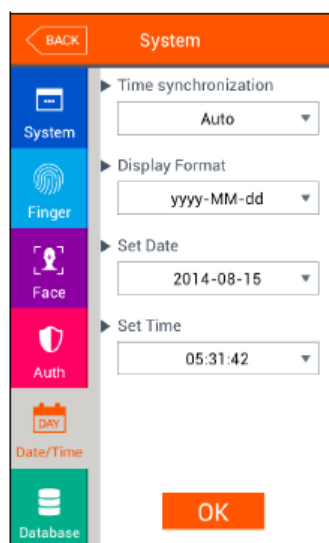 BACK
System
System
Finger
Face
Auth
DAY
Date/Time
Database
Time synchronization
Auto
Display Format
yyyy-MM-dd
Set Date
2014-08-15
Set Time
05:31:42
OK